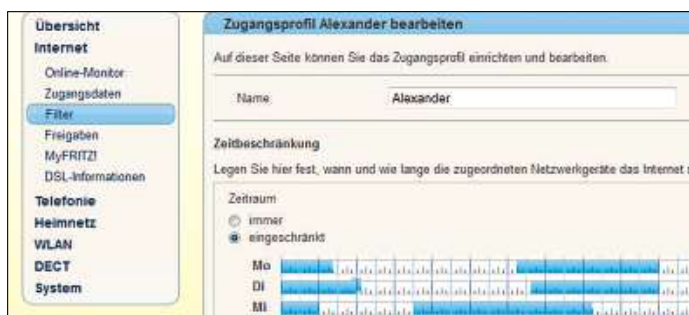 Übersicht
Internet
Online-Monitor
Zugangsdaten
Filter
Freigaben
MyFRITZ!
DSL-Informationen
Telefonie
Heimnetz
WLAN
DECT
System
Zugangsprofil Alexander bearbeiten
Auf dieser Seite können Sie das Zugangsprofil einrichten und bearbeiten.
Name Alexander
Zeitbeschränkung
Legen Sie hier fest, wann und wie lange die zugeordneten Netzwerkgeräte das Internet
Zeitraum
immer
eingeschränkt
Mo
Di
Mi